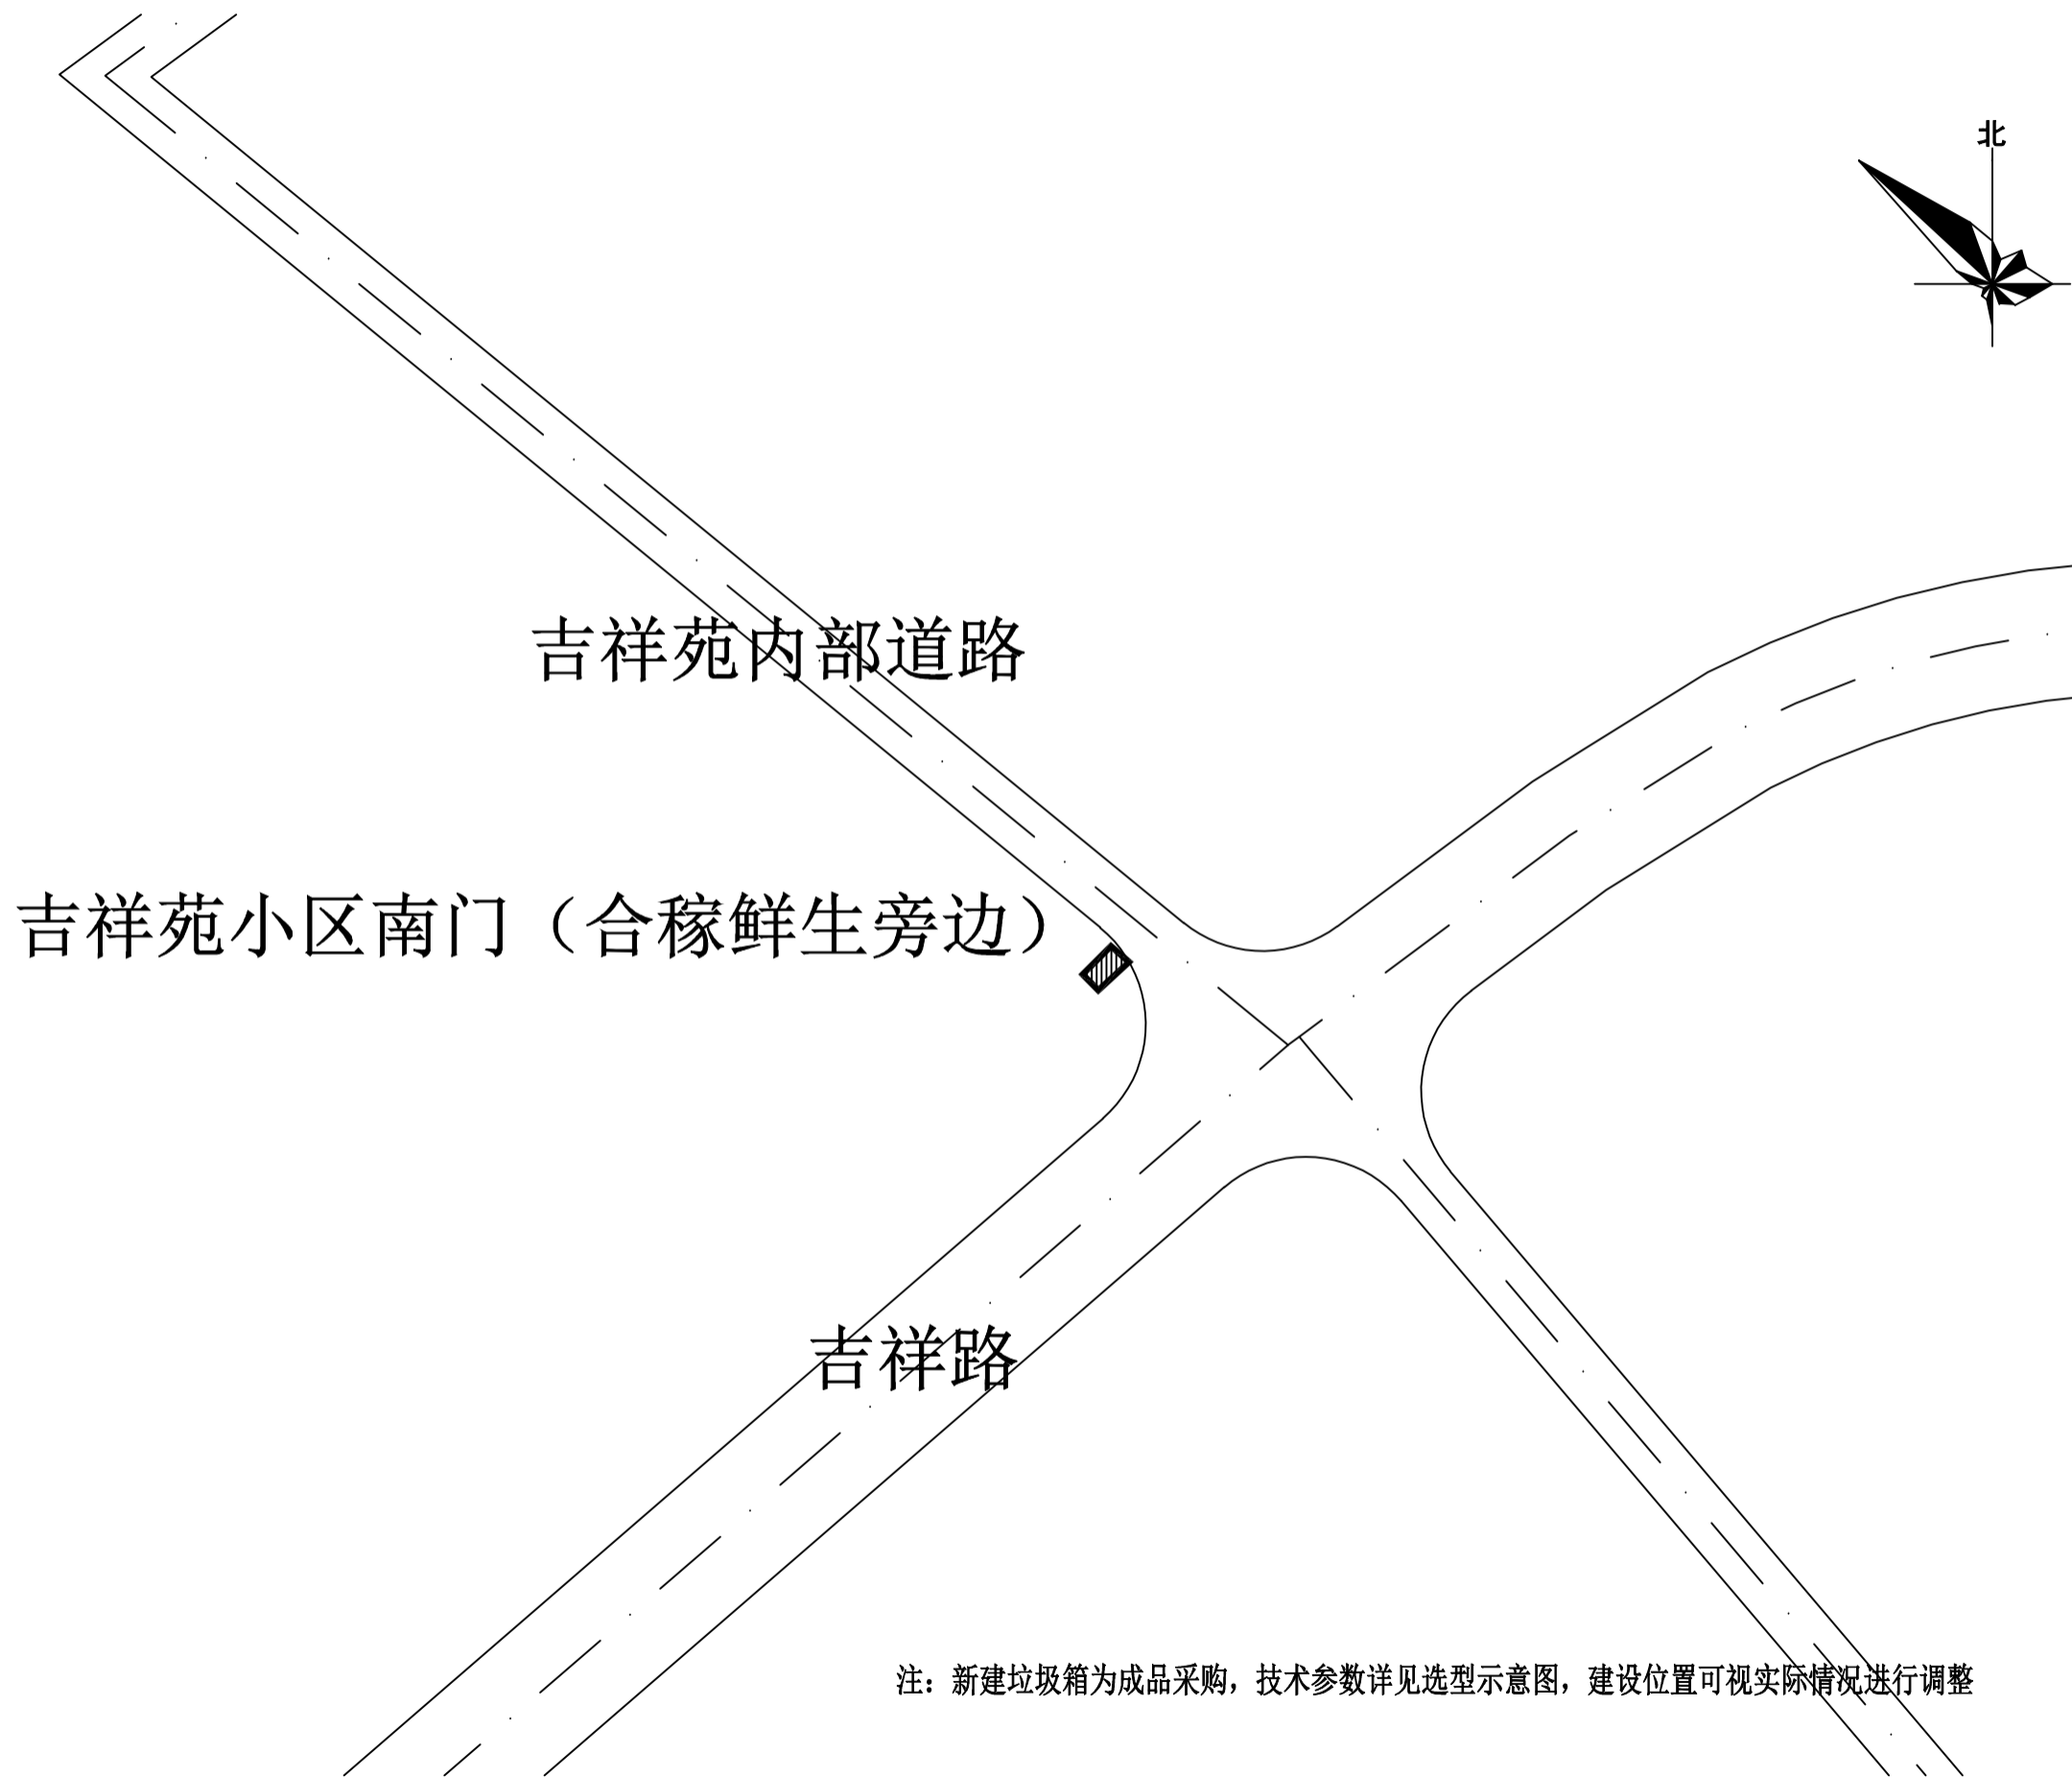 北
吉祥苑内部道路
吉祥苑小区南门（合稼鲜生旁边）
吉祥路
注：新建垃圾箱为成品采购，技术参数详见选型示意图，建设位置可视实际情况进行调整